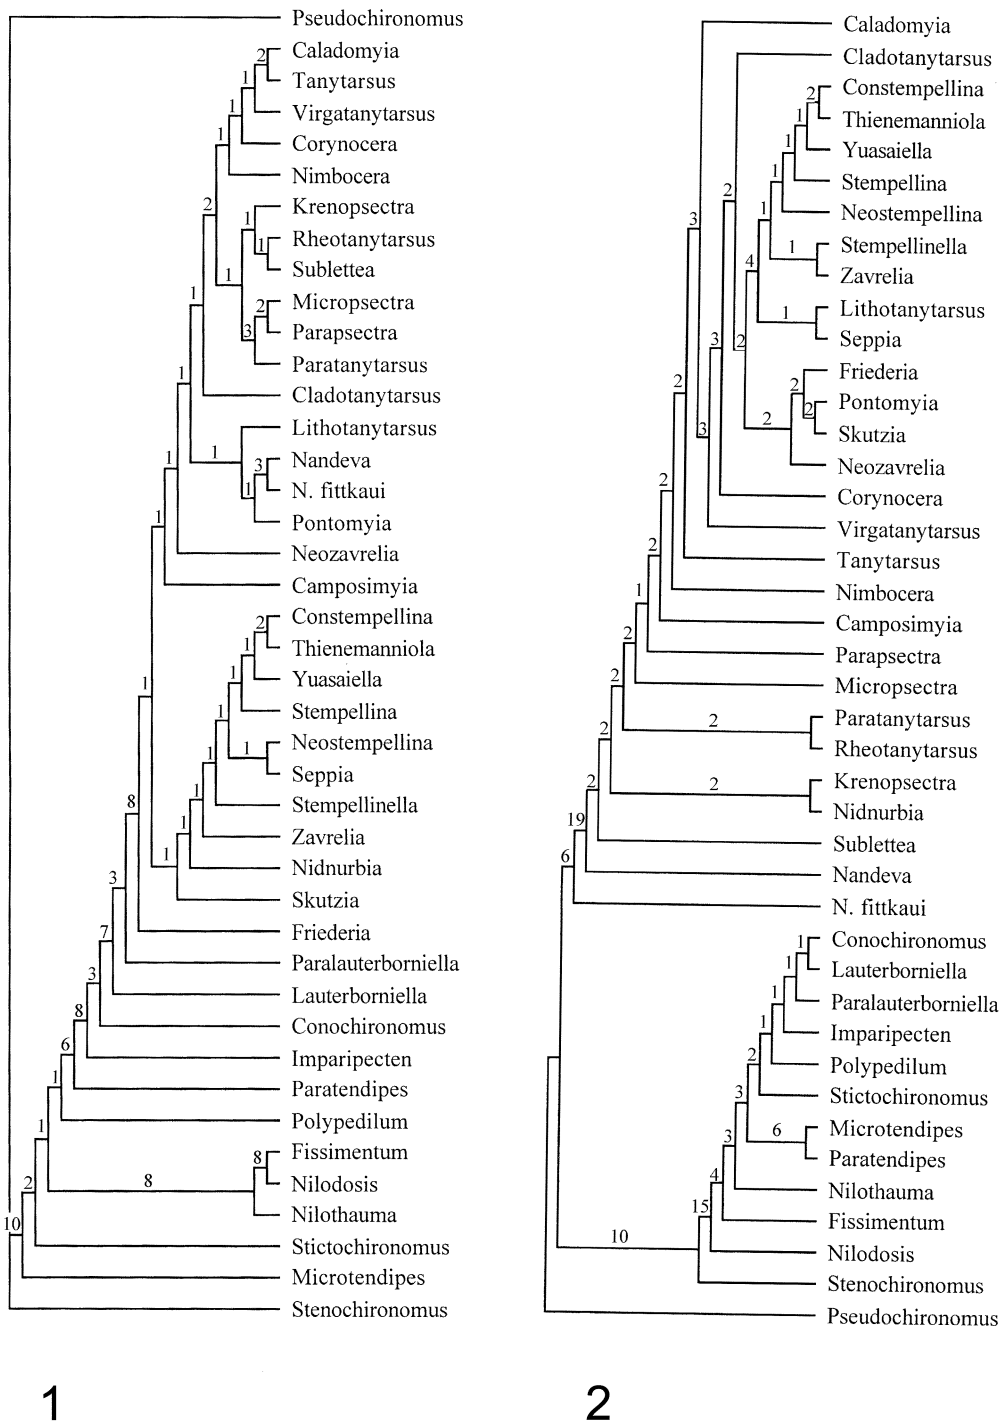 Pseudochironomus
Caladomyia
2
Tanytarsus
1
Virgatanytarsus
1
Corynocera
1
Nimbocera
2
Krenopsectra
1
Rheotanytarsus
1
Sublettea
1
Micropsectra
2
Parapsectra
3
Paratanytarsus
1
Cladotanytarsus
1
Lithotanytarsus
1
Nandeva
3
N. fittkaui
1
Pontomyia
1
Neozavrelia
1
Camposimyia
Constempellina
2
Thienemanniola
1
Yuasaiella
1
Stempellina
1
Neostempellina
1
Seppia
1
Stempellinella
1
Zavrelia
1
Nidnurbia
1
Skutzia
1
Friederia
8
Paralauterborniella
3
Lauterborniella
7
Conochironomus
3
Imparipecten
8
Paratendipes
6
Polypedilum
1
Fissimentum
8
Nilodosis
8
Nilothauma
1
Stictochironomus
2
Microtendipes
10
Stenochironomus
1
Caladomyia
Cladotanytarsus
Constempellina
2
Thienemanniola
1
Yuasaiella
1
Stempellina
1
Neostempellina
1
Stempellinella
1
Zavrelia
4
Lithotanytarsus
1
Seppia
2
Friederia
2
Pontomyia
2
Skutzia
2
Neozavrelia
2
Corynocera
3
Virgatanytarsus
3
Tanytarsus
3
Nimbocera
2
Camposimyia
2
Parapsectra
2
Micropsectra
1
Paratanytarsus
2
Rheotanytarsus
2
Krenopsectra
2
Nidnurbia
2
Sublettea
2
Nandeva
2
N. fittkaui
19
6
Conochironomus
1
Lauterborniella
1
Paralauterborniella
1
Imparipecten
1
Polypedilum
2
Stictochironomus
3
Microtendipes
6
Paratendipes
3
Nilothauma
4
Fissimentum
15
Nilodosis
10
Stenochironomus
Pseudochironomus
2